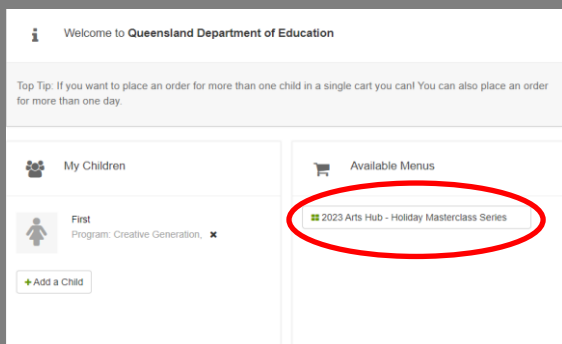 Welcome to Queensland Department of Education
Top Tip: If you want to place an order for more than one child in a single cart you can! You can also place an order
for more than one day.
My Children
First
Program: Creative Generation,
+ Add a Child
Available Menus
2023 Arts Hub - Holiday Masterclass Series